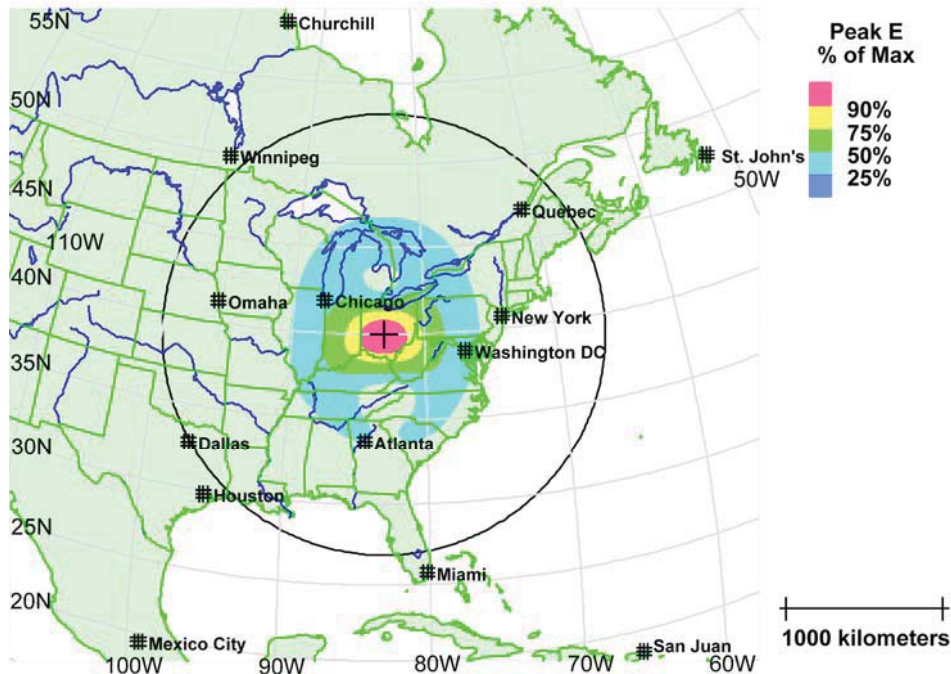 55N
Churchill
Peak E
% of Max
50N
90%
75%
50%
25%
Winnipeg
St. John's
50W
45N
Quebec
110W
40N
Omaha
Chicago
New York
35N
Washington DC
30N
Dallas
Atlanta
Houston
25N
Miami
20N
1000 kilometers
Mexico City
San Juan
100W
90W
80W
70W
60W